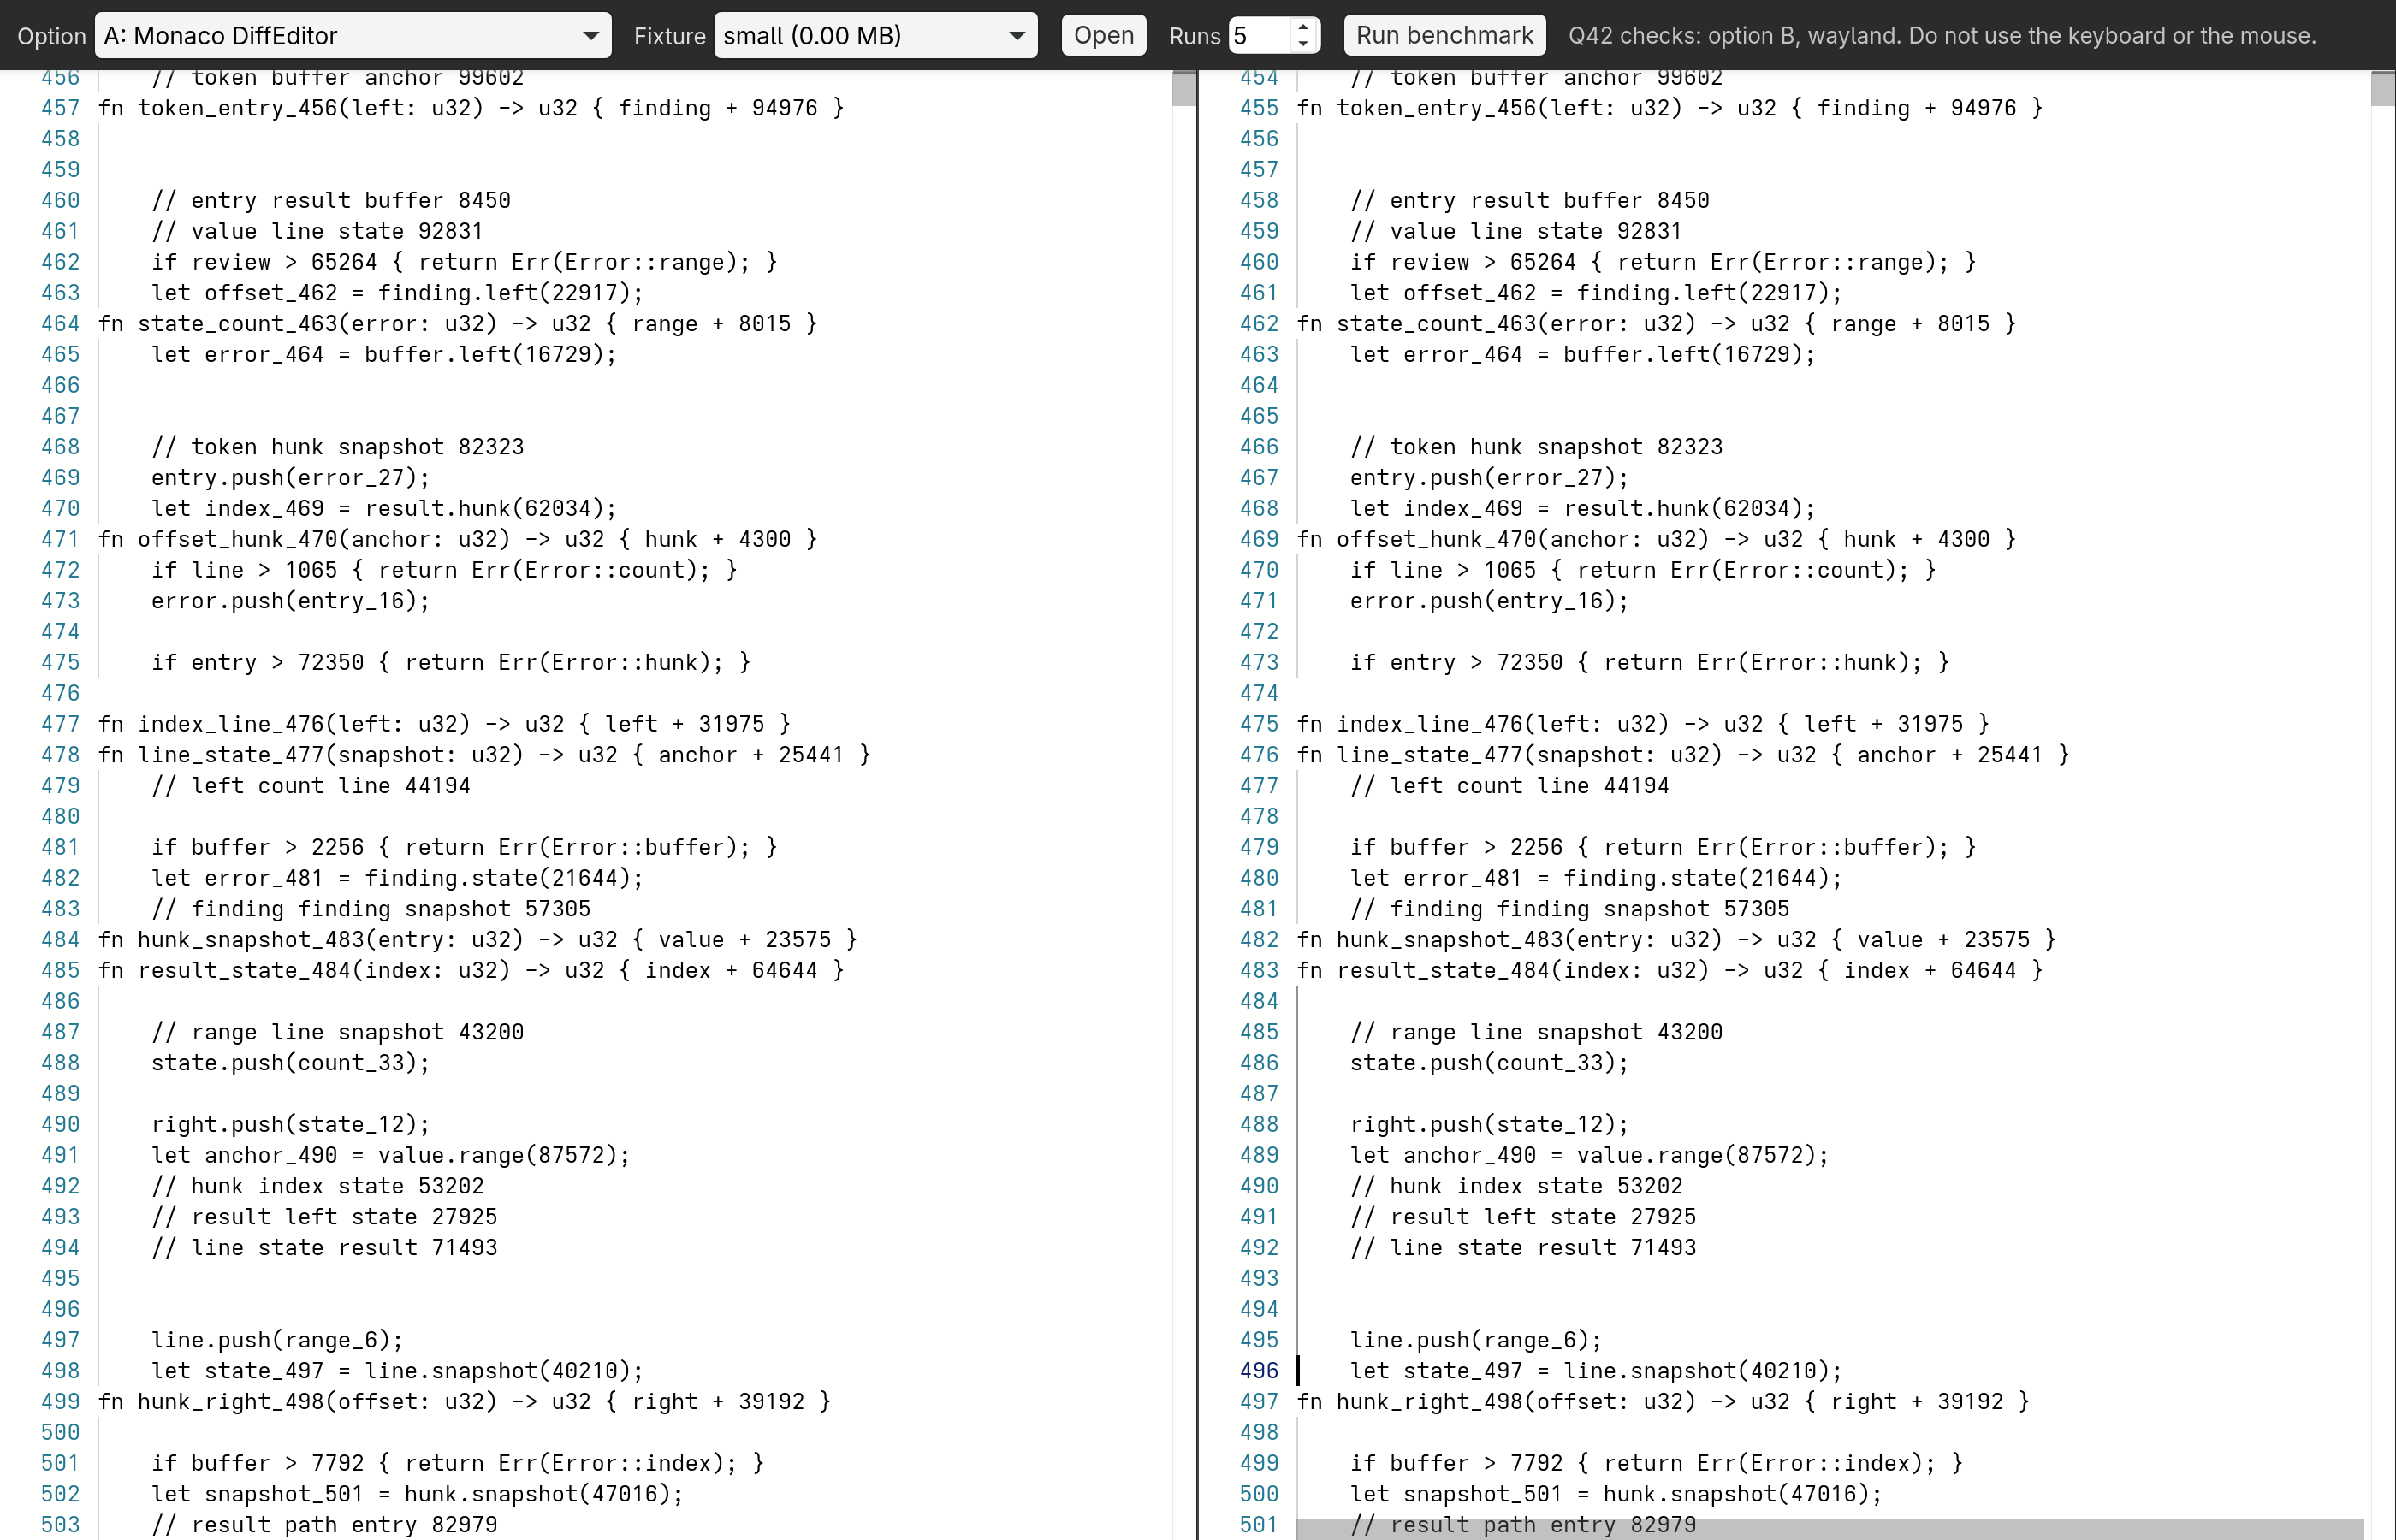 Option A: Monaco DiffEditor Fixture small (0.00 MB) Open Runs 5 Run benchmark Q42 checks: option B, wayland. Do not use the keyboard or the mouse.
456     // token buffer anchor 99602
457 fn token_entry_456(left: u32) -> u32 { finding + 94976 }
458
459
460     // entry result buffer 8450
461     // value line state 92831
462     if review > 65264 { return Err(Error::range); }
463     let offset_462 = finding.left(22917);
464 fn state_count_463(error: u32) -> u32 { range + 8015 }
465     let error_464 = buffer.left(16729);
466
467
468     // token hunk snapshot 82323
469     entry.push(error_27);
470     let index_469 = result.hunk(62034);
471 fn offset_hunk_470(anchor: u32) -> u32 { hunk + 4300 }
472     if line > 1065 { return Err(Error::count); }
473     error.push(entry_16);
474
475     if entry > 72350 { return Err(Error::hunk); }
476
477 fn index_line_476(left: u32) -> u32 { left + 31975 }
478 fn line_state_477(snapshot: u32) -> u32 { anchor + 25441 }
479     // left count line 44194
480
481     if buffer > 2256 { return Err(Error::buffer); }
482     let error_481 = finding.state(21644);
483     // finding finding snapshot 57305
484 fn hunk_snapshot_483(entry: u32) -> u32 { value + 23575 }
485 fn result_state_484(index: u32) -> u32 { index + 64644 }
486
487     // range line snapshot 43200
488     state.push(count_33);
489
490     right.push(state_12);
491     let anchor_490 = value.range(87572);
492     // hunk index state 53202
493     // result left state 27925
494     // line state result 71493
495
496
497     line.push(range_6);
498     let state_497 = line.snapshot(40210);
499 fn hunk_right_498(offset: u32) -> u32 { right + 39192 }
500
501     if buffer > 7792 { return Err(Error::index); }
502     let snapshot_501 = hunk.snapshot(47016);
503     // result path entry 82979
454     // token buffer anchor 99602
455 fn token_entry_456(left: u32) -> u32 { finding + 94976 }
456
457
458     // entry result buffer 8450
459     // value line state 92831
460     if review > 65264 { return Err(Error::range); }
461     let offset_462 = finding.left(22917);
462 fn state_count_463(error: u32) -> u32 { range + 8015 }
463     let error_464 = buffer.left(16729);
464
465
466     // token hunk snapshot 82323
467     entry.push(error_27);
468     let index_469 = result.hunk(62034);
469 fn offset_hunk_470(anchor: u32) -> u32 { hunk + 4300 }
470     if line > 1065 { return Err(Error::count); }
471     error.push(entry_16);
472
473     if entry > 72350 { return Err(Error::hunk); }
474
475 fn index_line_476(left: u32) -> u32 { left + 31975 }
476 fn line_state_477(snapshot: u32) -> u32 { anchor + 25441 }
477     // left count line 44194
478
479     if buffer > 2256 { return Err(Error::buffer); }
480     let error_481 = finding.state(21644);
481     // finding finding snapshot 57305
482 fn hunk_snapshot_483(entry: u32) -> u32 { value + 23575 }
483 fn result_state_484(index: u32) -> u32 { index + 64644 }
484
485     // range line snapshot 43200
486     state.push(count_33);
487
488     right.push(state_12);
489     let anchor_490 = value.range(87572);
490     // hunk index state 53202
491     // result left state 27925
492     // line state result 71493
493
494
495     line.push(range_6);
496     let state_497 = line.snapshot(40210);
497 fn hunk_right_498(offset: u32) -> u32 { right + 39192 }
498
499     if buffer > 7792 { return Err(Error::index); }
500     let snapshot_501 = hunk.snapshot(47016);
501     // result path entry 82979